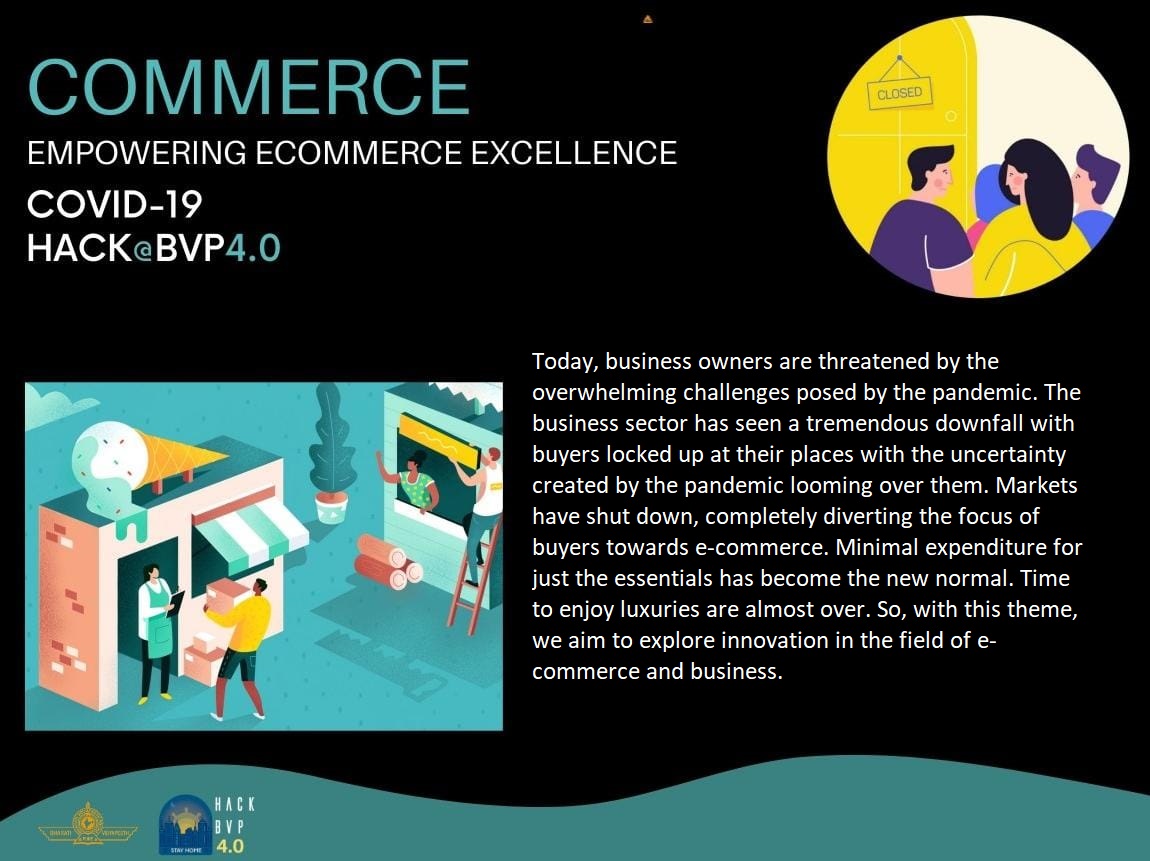 COMMERCE
EMPOWERING ECOMMERCE EXCELLENCE
COVID-19
HACK@BVP4.0
CLOSED
Today, business owners are threatened by the
overwhelming challenges posed by the pandemic. The
business sector has seen a tremendous downfall with
buyers locked up at their places with the uncertainty
created by the pandemic looming over them. Markets
have shut down, completely diverting the focus of
buyers towards e-commerce. Minimal expenditure for
just the essentials has become the new normal. Time
to enjoy luxuries are almost over. So, with this theme,
we aim to explore innovation in the field of e-
commerce and business.
BHARATI VIDYAPEETH
HACK
BVP
4.0
STAY HOME